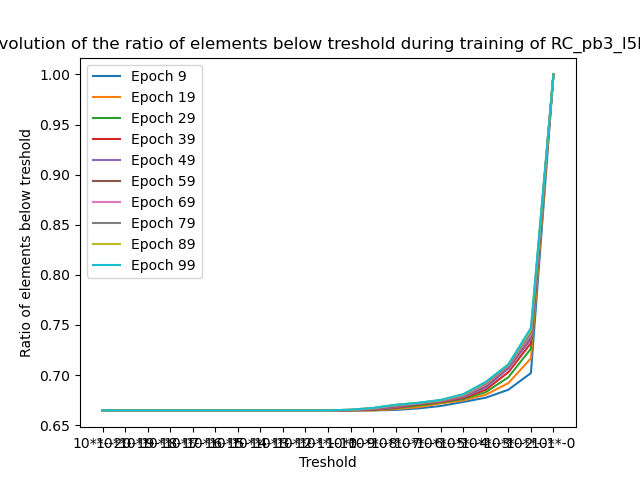 volution of the ratio of elements below treshold during training of RC_pb3_l5
Epoch 9
Epoch 19
Epoch 29
Epoch 39
Epoch 49
Epoch 59
Epoch 69
Epoch 79
Epoch 89
Epoch 99
1.00
0.95
0.90
0.85
0.80
0.75
0.70
0.65
Ratio of elements below treshold
Treshold